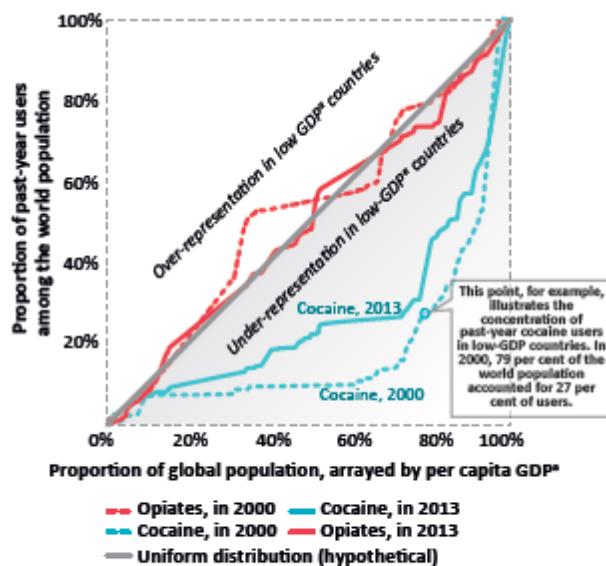 100%
80%
60%
40%
20%
Proportion of past-year users
among the world population
Over-representation in low GDPª countries
Under-representation in low-GDPª countries
Cocaine, 2013
Cocaine, 2000
This point, for example,
illustrates the
concentration of
past-year cocaine users
in low-GDP countries. In
2000, 79 per cent of the
world population
accounted for 27 per
cent of users.
0% 20% 40% 60% 80% 100%
Proportion of global population, arrayed by per capita GDPª
Opiates, in 2000 Cocaine, in 2013
Cocaine, in 2000 Opiates, in 2013
Uniform distribution (hypothetical)